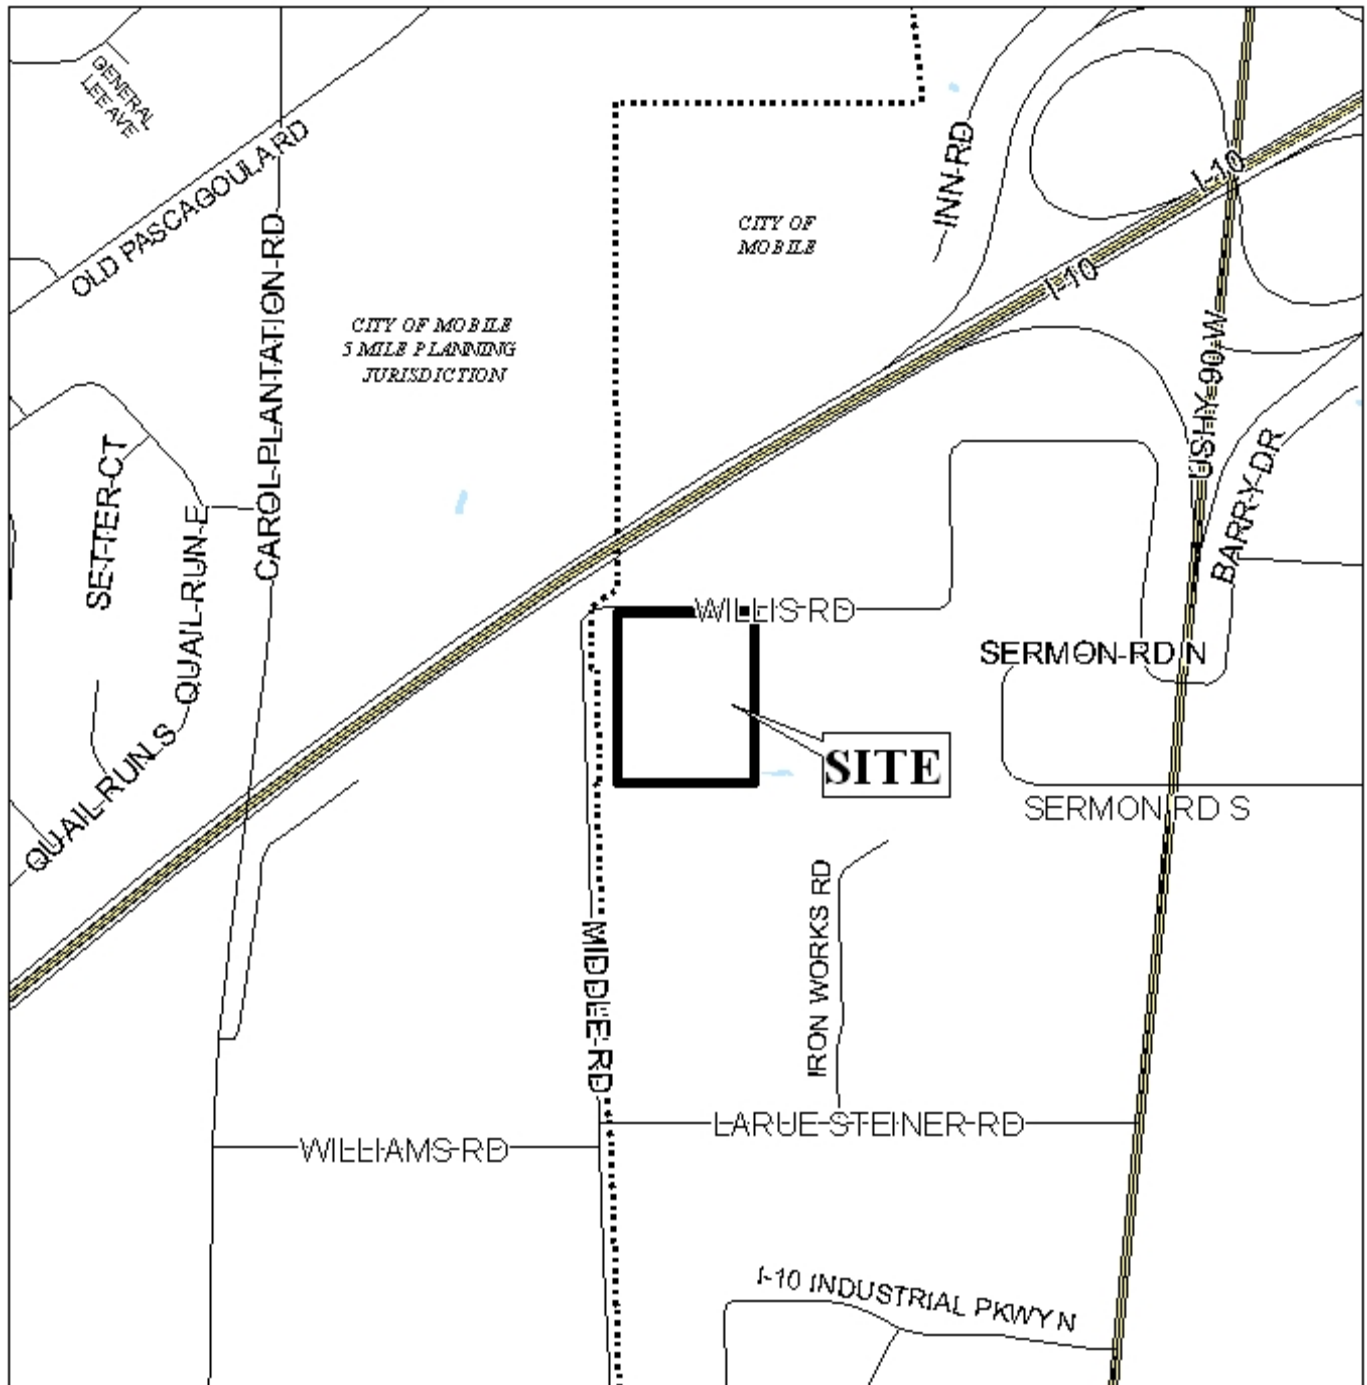 GENERAL
LEE AVE
OLD PASCAGOULA RD
CAROL PLANTATION RD
INN RD
I-10
CITY OF
MOBILE
I-10
CITY OF MOBILE
5 MILE PLANNING
JURISDICTION
US HY 90 W
BARRY DR
SETTER CT
QUAIL RUN E
WILLIS RD
SERMON RD N
QUAIL RUN S
SITE
SERMON RD S
IRON WORKS RD
MIDDLE RD
LARUE STEINER RD
WILLIAMS RD
I-10 INDUSTRIAL PKWY N